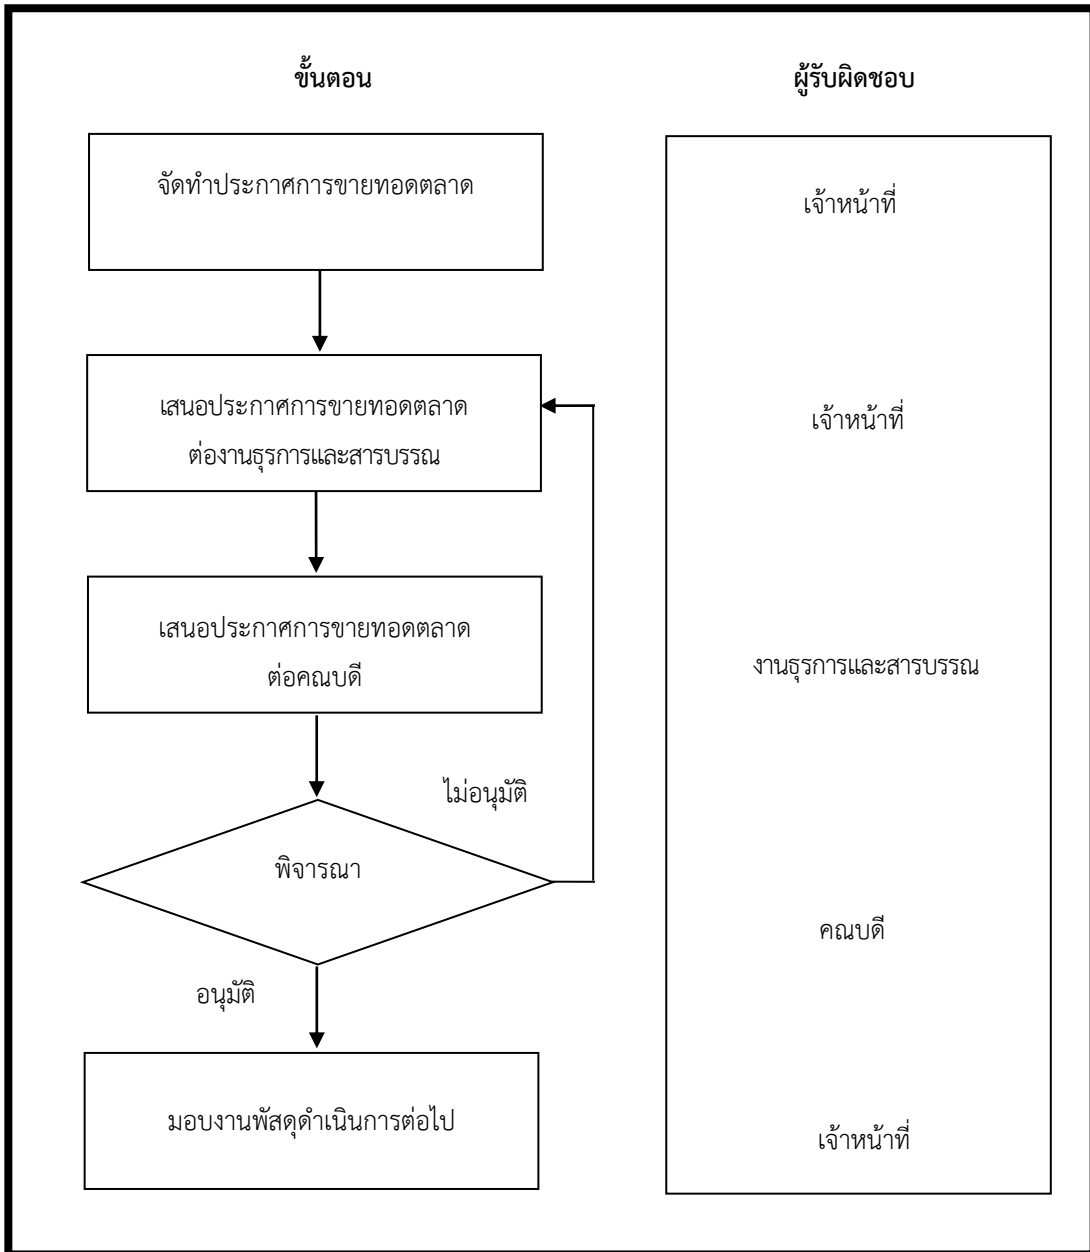 ขั้นตอน
ผู้รับผิดชอบ
จัดทำประกาศการขายทอดตลาด
เจ้าหน้าที่
เสนอประกาศการขายทอดตลาด
ต่องานธุรการและสารบรรณ
เจ้าหน้าที่
เสนอประกาศการขายทอดตลาด
ต่อคณบดี
งานธุรการและสารบรรณ
ไม่อนุมัติ
พิจารณา
คณบดี
อนุมัติ
มอบงานพัสดุดำเนินการต่อไป
เจ้าหน้าที่